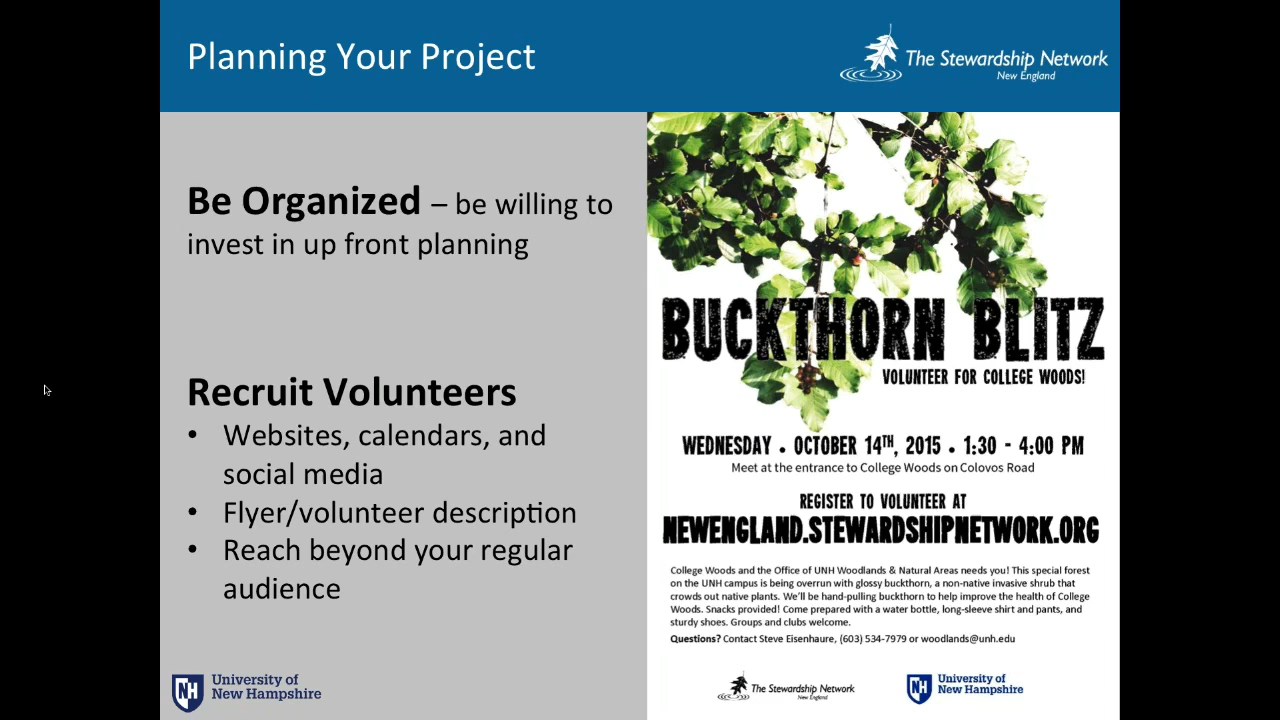 Planning Your Project
The Stewardship Network
New England
Be Organized – be willing to
invest in up front planning
Recruit Volunteers
• Websites, calendars, and
social media
• Flyer/volunteer description
• Reach beyond your regular
audience
NH
University of
New Hampshire
BUCKTHORN BLITZ
VOLUNTEER FOR COLLEGE WOODS!
WEDNESDAY • OCTOBER 14TH, 2015 • 1:30 - 4:00 PM
Meet at the entrance to College Woods on Colovos Road
REGISTER TO VOLUNTEER AT
NEWENGLAND.STEWARDSHIPNETWORK.ORG
College Woods and the Office of UNH Woodlands & Natural Areas needs you! This special forest
on the UNH campus is being overrun with glossy buckthorn, a non-native invasive shrub that
crowds out native plants. We'll be hand-pulling buckthorn to help improve the health of College
Woods. Snacks provided! Come prepared with a water bottle, long-sleeve shirt and pants, and
sturdy shoes. Groups and clubs welcome.
Questions? Contact Steve Eisenhaure, (603) 534-7979 or woodlands@unh.edu
The Stewardship Network
New England
NH
University of
New Hampshire